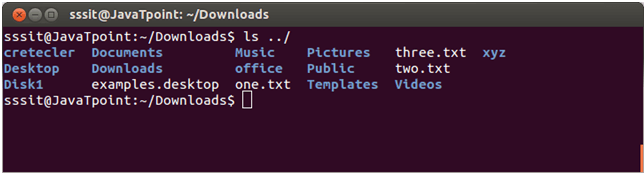 sssit@JavaTpoint: ~/Downloads
sssit@JavaTpoint:~/Downloads$ ls ../
cretecler Documents Music Pictures three.txt xyz
Desktop Downloads office Public two.txt
Disk1 examples.desktop one.txt Templates Videos
sssit@JavaTpoint:~/Downloads$